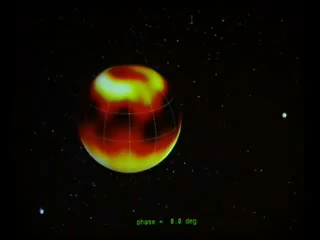 phase =  0.0 deg